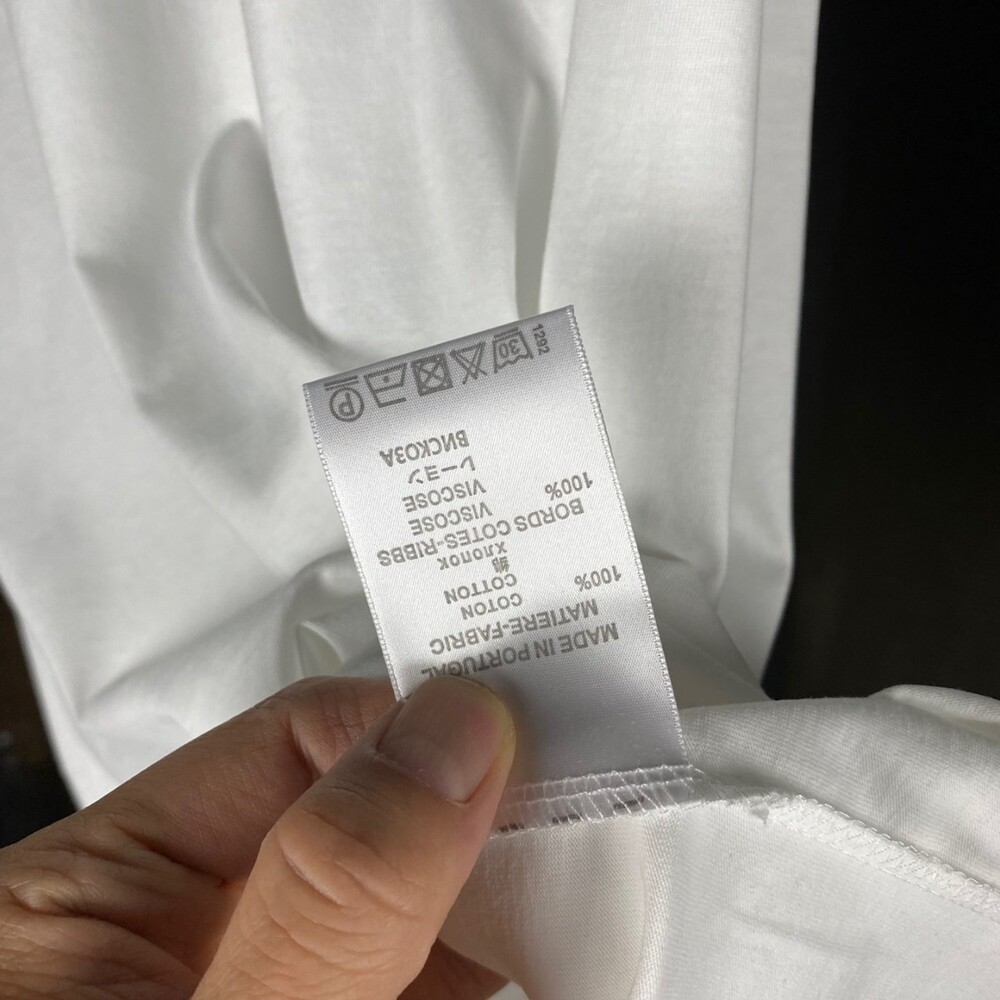 MADE IN PORTUGAL
MATIERE-FABRIC
100% COTON
COTTON
綿
хлопок
BORDS COTES-RIBBS
100% VISCOSE
VISCOSE
レーヨン
ВИСКОЗА
30 P
1292